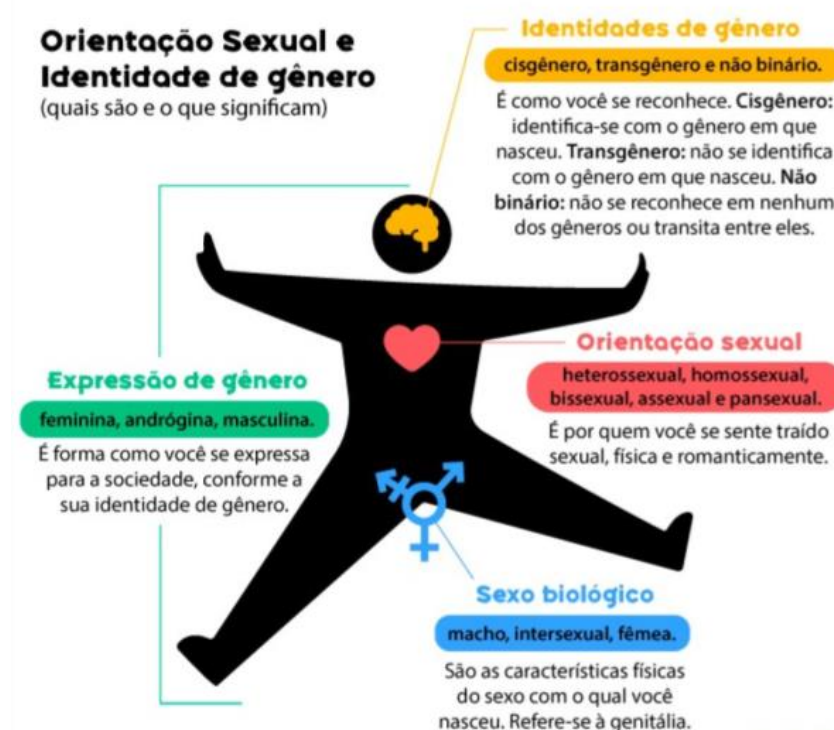 Orientação Sexual e
Identidade de gênero
(quais são e o que significam)
Identidades de gênero
cisgênero, transgênero e não binário.
É como você se reconhece. Cisgênero:
identifica-se com o gênero em que
nasceu. Transgênero: não se identifica
com o gênero em que nasceu. Não
binário: não se reconhece em nenhum
dos gêneros ou transita entre eles.
Orientação sexual
heterossexual, homossexual,
bissexual, assexual e pansexual.
É por quem você se sente traído
sexual, física e romanticamente.
Expressão de gênero
feminina, andrógina, masculina.
É forma como você se expressa
para a sociedade, conforme a
sua identidade de gênero.
Sexo biológico
macho, intersexual, fêmea.
São as características físicas
do sexo com o qual você
nasceu. Refere-se à genitália.